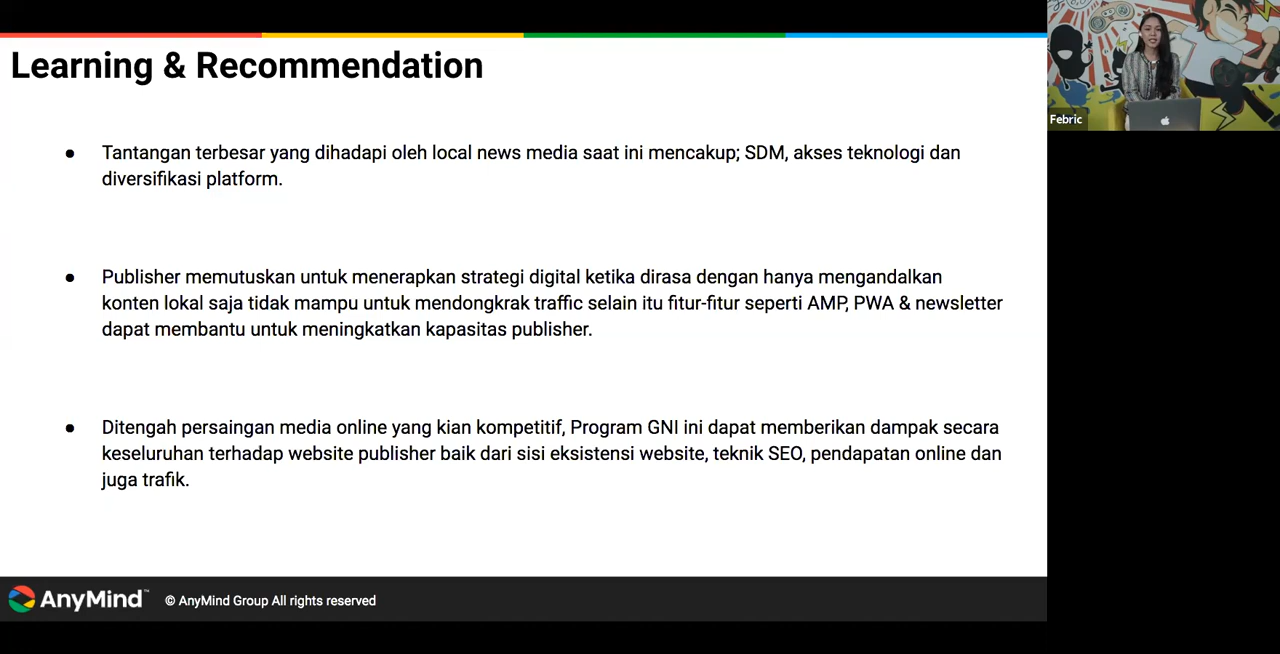 Learning & Recommendation
Febric
● Tantangan terbesar yang dihadapi oleh local news media saat ini mencakup; SDM, akses teknologi dan
diversifikasi platform.
● Publisher memutuskan untuk menerapkan strategi digital ketika dirasa dengan hanya mengandalkan
konten lokal saja tidak mampu untuk mendongkrak traffic selain itu fitur-fitur seperti AMP, PWA & newsletter
dapat membantu untuk meningkatkan kapasitas publisher.
● Ditengah persaingan media online yang kian kompetitif, Program GNI ini dapat memberikan dampak secara
keseluruhan terhadap website publisher baik dari sisi eksistensi website, teknik SEO, pendapatan online dan
juga trafik.
AnyMind™ © AnyMind Group All rights reserved